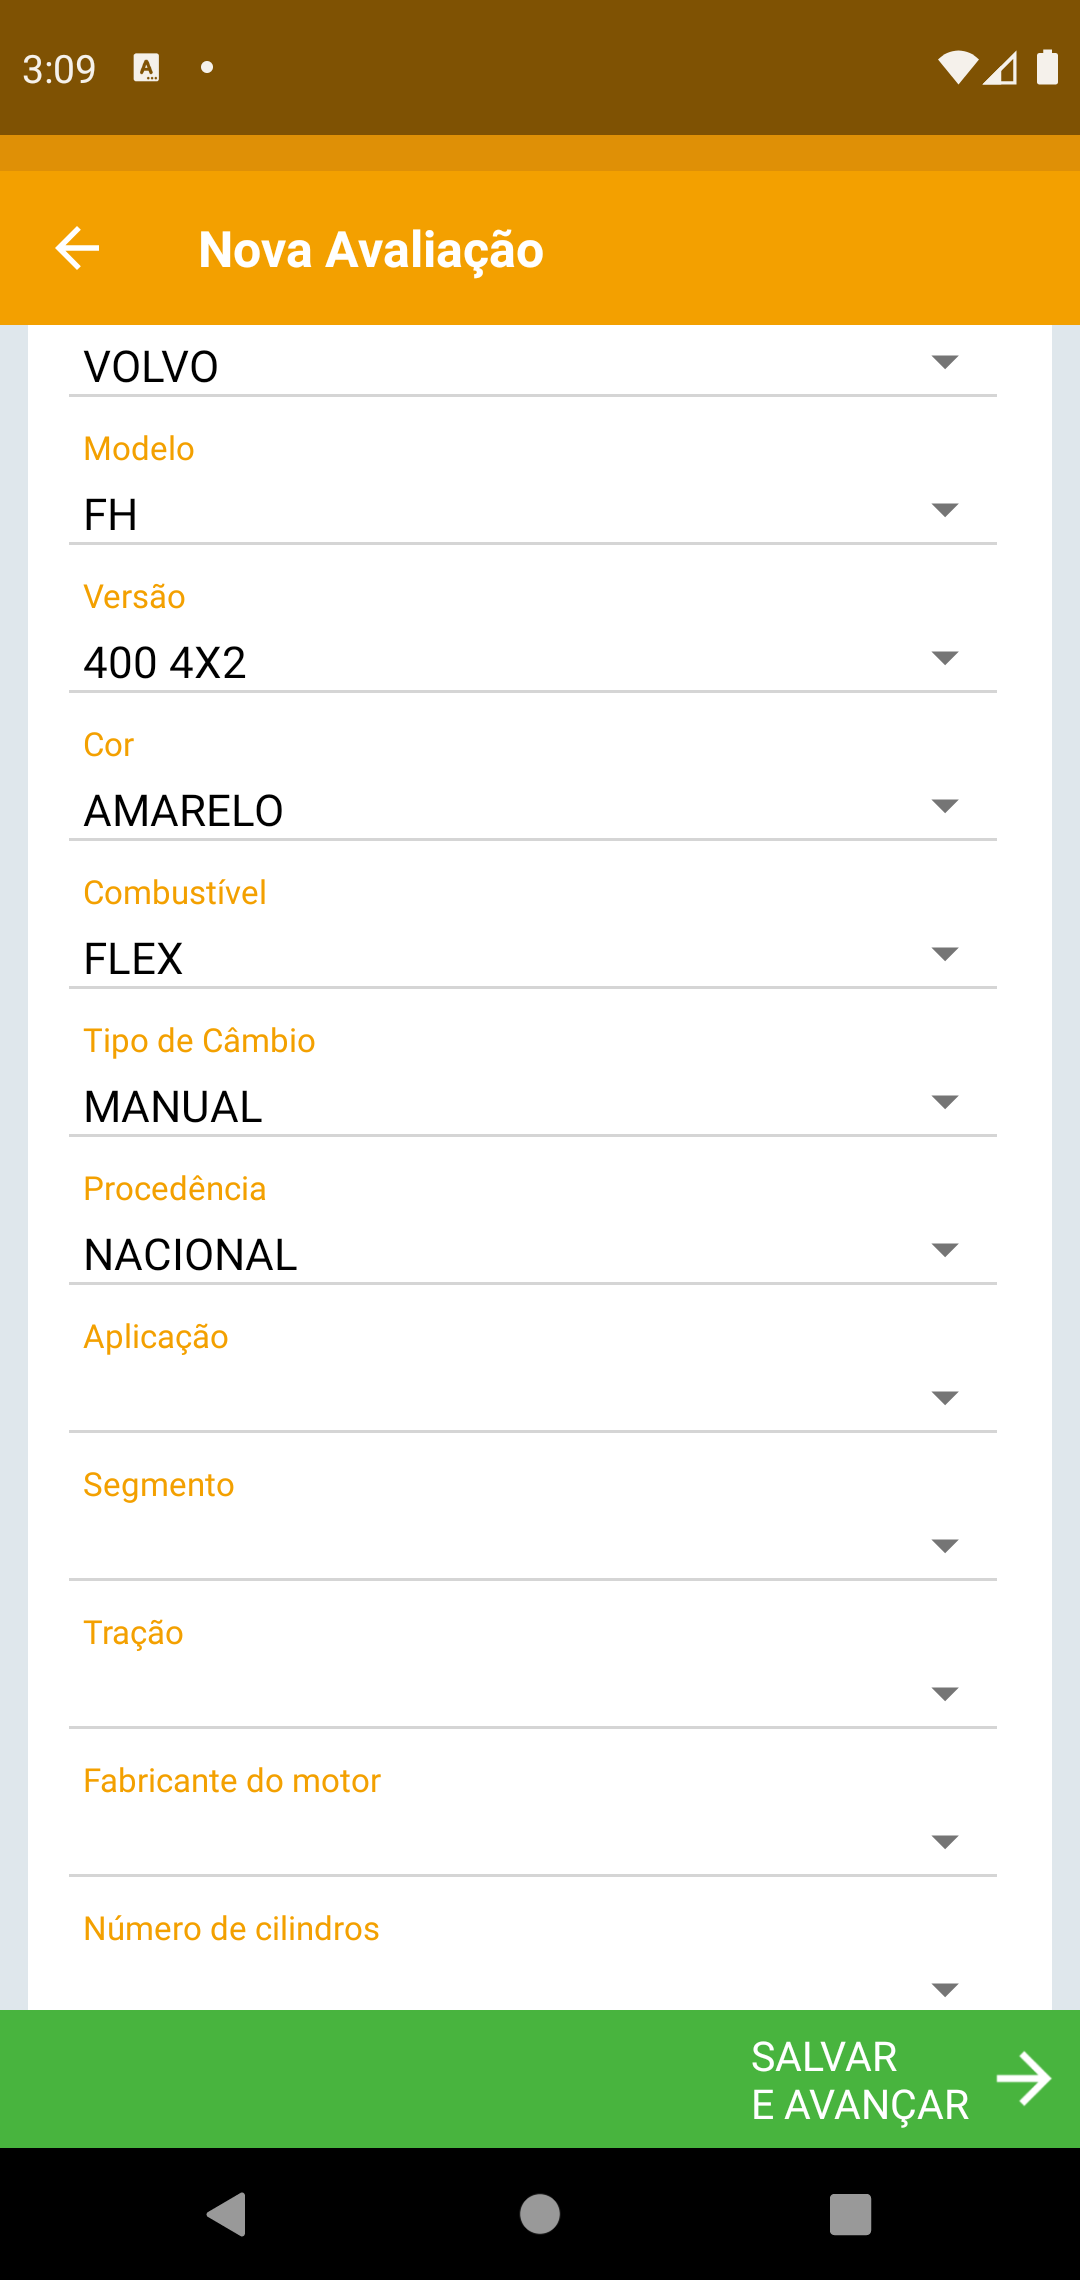 3:09
Nova Avaliação
VOLVO
Modelo
FH
Versão
400 4X2
Cor
AMARELO
Combustível
FLEX
Tipo de Câmbio
MANUAL
Procedência
NACIONAL
Aplicação
Segmento
Tração
Fabricante do motor
Número de cilindros
SALVAR
E AVANÇAR